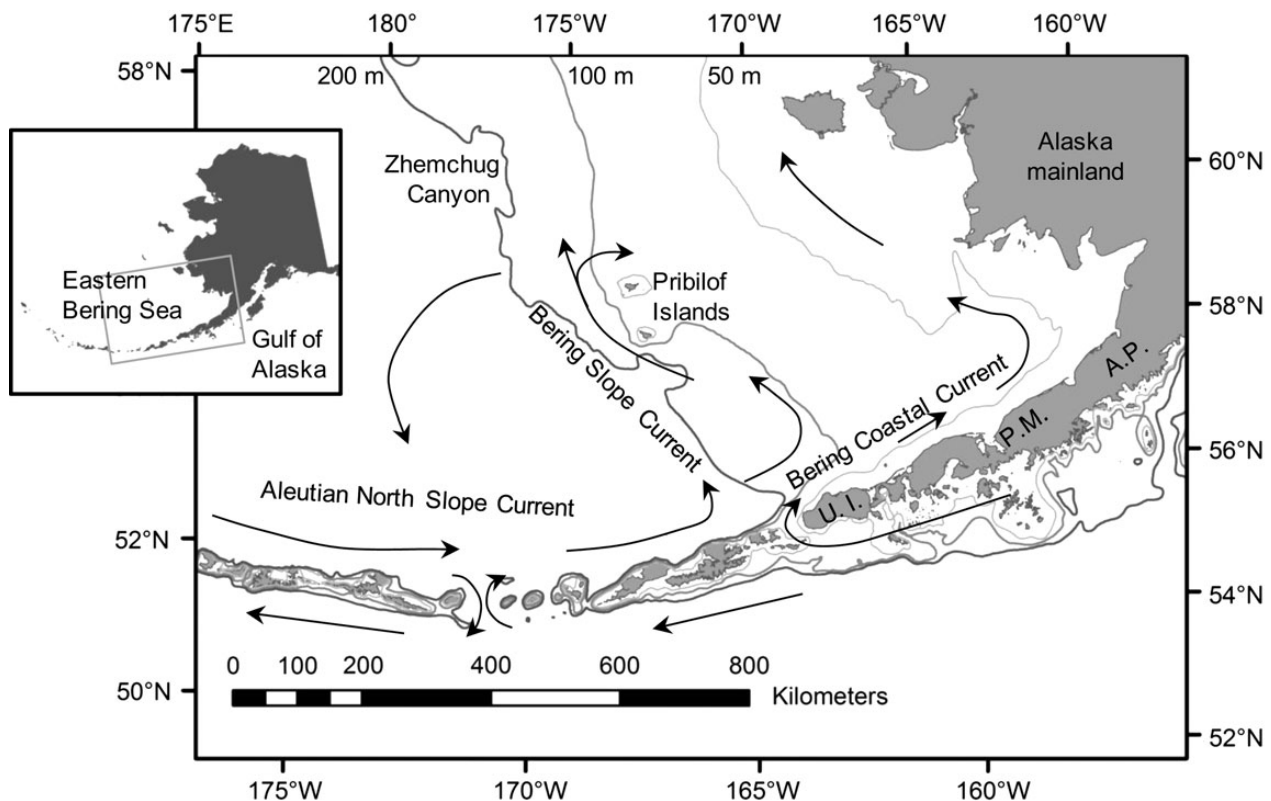 175°E 180° 175°W 170°W 165°W 160°W
58°N
200 m 100 m 50 m
Zhemchug
Canyon
Alaska
mainland
60°N
Eastern
Bering Sea
Gulf of
Alaska
Pribilof
Islands
58°N
Bering Slope Current
Bering Coastal Current
A.P.
P.M.
U.I.
56°N
Aleutian North Slope Current
52°N
54°N
0 100 200 400 600 800
Kilometers
50°N
52°N
175°W 170°W 165°W 160°W